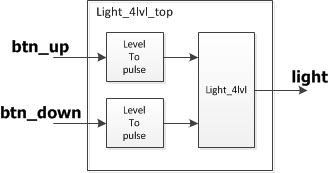 Light_4lvl_top
btn_up
Level
To
pulse
light
Light_4lvl
btn_down
Level
To
pulse